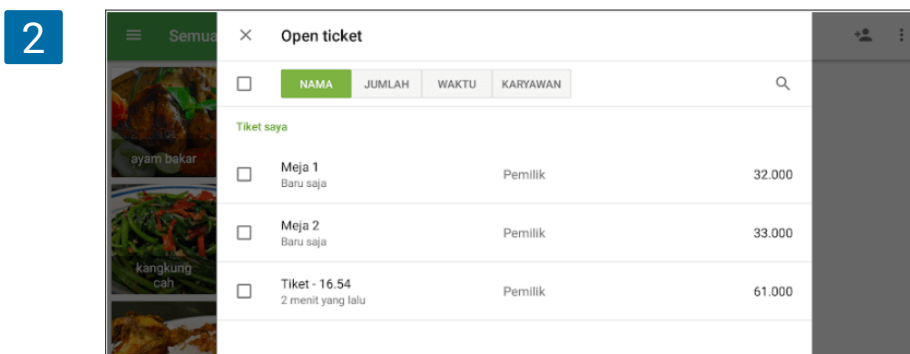 2
Semua
Open ticket
NAMA JUMLAH WAKTU KARYAWAN
Tiket saya
ayam bakar
Meja 1 Pemilik 32.000
Baru saja
Meja 2 Pemilik 33.000
Baru saja
kangkung
cah
Tiket - 16.54 Pemilik 61.000
2 menit yang lalu